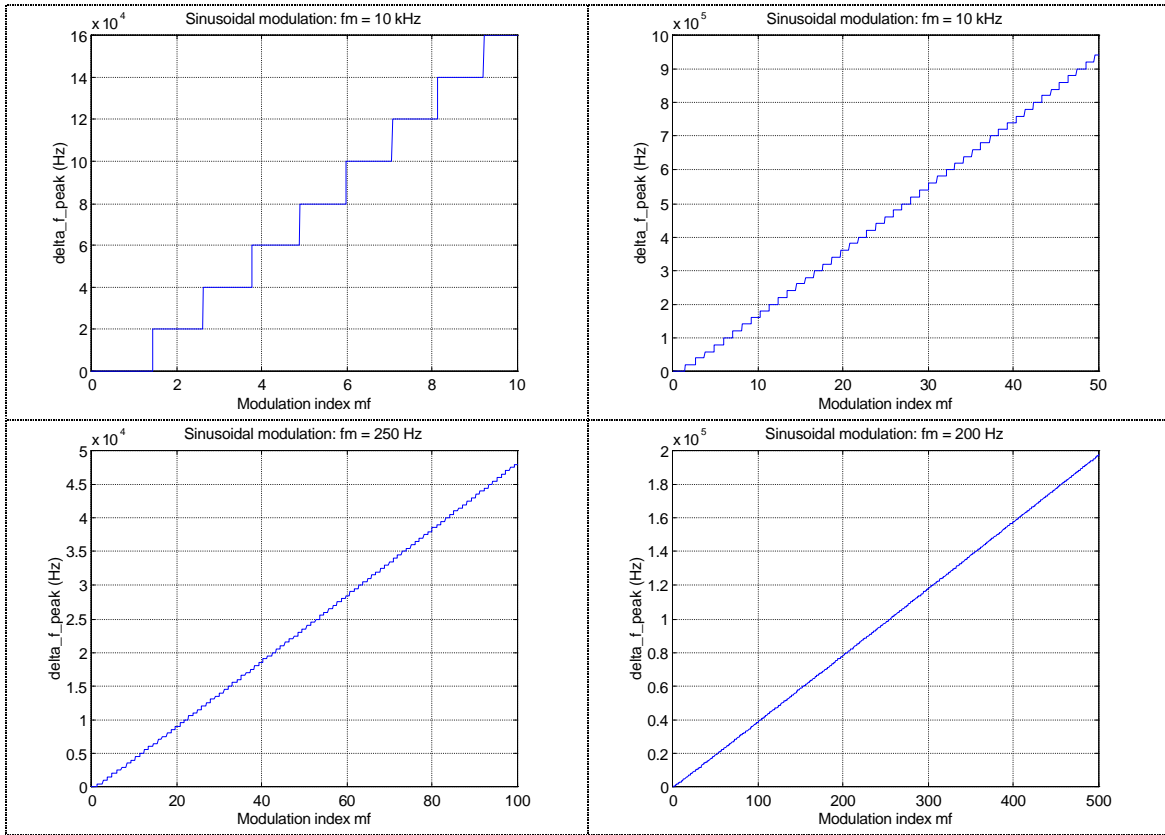 Sinusoidal modulation: fm = 10 kHz
x 10^4
16
14
12
10
8
6
4
2
0
delta_f_peak (Hz)
0 2 4 6 8 10
Modulation index mf
Sinusoidal modulation: fm = 10 kHz
x 10^5
10
9
8
7
6
5
4
3
2
1
0
delta_f_peak (Hz)
0 10 20 30 40 50
Modulation index mf
Sinusoidal modulation: fm = 250 Hz
x 10^4
5
4.5
4
3.5
3
2.5
2
1.5
1
0.5
0
delta_f_peak (Hz)
0 20 40 60 80 100
Modulation index mf
Sinusoidal modulation: fm = 200 Hz
x 10^5
2
1.8
1.6
1.4
1.2
1
0.8
0.6
0.4
0.2
0
delta_f_peak (Hz)
0 100 200 300 400 500
Modulation index mf